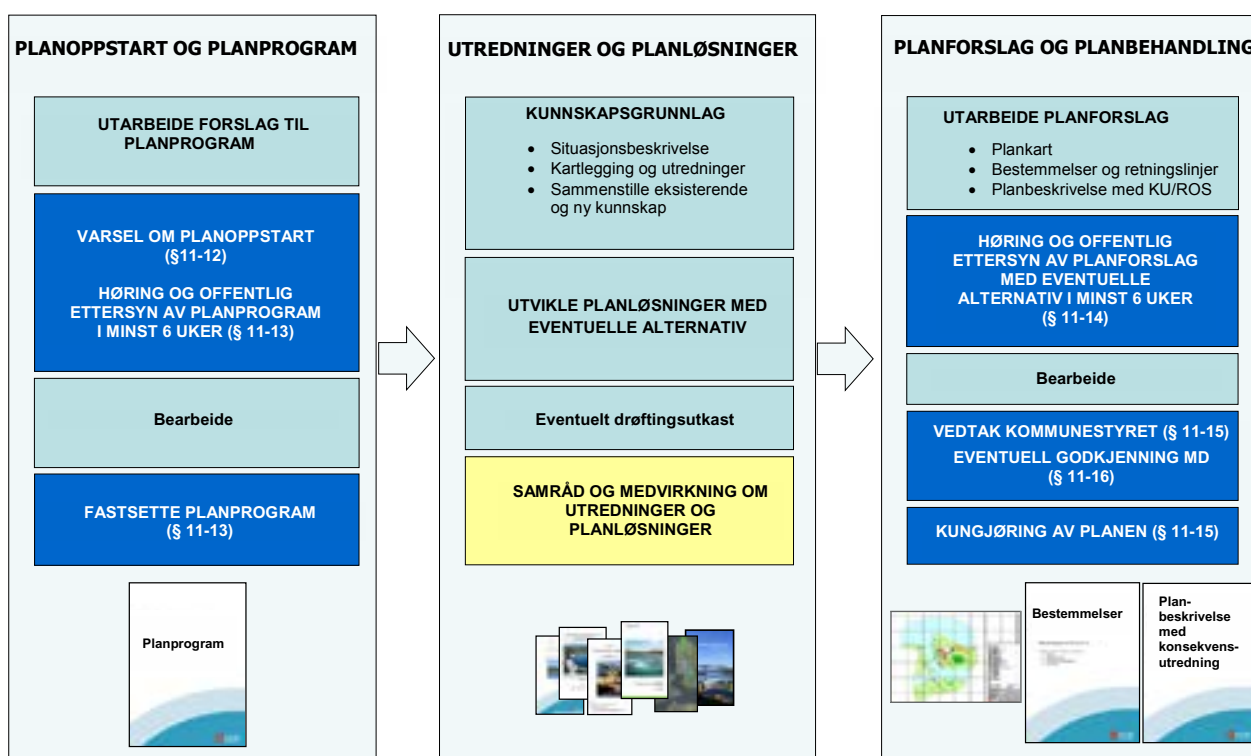 PLANOPPSTART OG PLANPROGRAM
UTARBEIDE FORSLAG TIL
PLANPROGRAM
VARSEL OM PLANOPPSTART
(§11-12)
HØRING OG OFFENTLIG
ETTERSYN AV PLANPROGRAM
I MINST 6 UKER (§ 11-13)
Bearbeide
FASTSETTE PLANPROGRAM
(§ 11-13)
Planprogram
UTREDNINGER OG PLANLØSNINGER
KUNNSKAPSGRUNNLAG
• Situasjonsbeskrivelse
• Kartlegging og utredninger
• Sammenstille eksisterende
og ny kunnskap
UTVIKLE PLANLØSNINGER MED
EVENTUELLE ALTERNATIV
Eventuelt drøftingsutkast
SAMRÅD OG MEDVIRKNING OM
UTREDNINGER OG
PLANLØSNINGER
PLANFORSLAG OG PLANBEHANDLING
UTARBEIDE PLANFORSLAG
• Plankart
• Bestemmelser og retningslinjer
• Planbeskrivelse med KU/ROS
HØRING OG OFFENTLIG
ETTERSYN AV PLANFORSLAG
MED EVENTUELLE
ALTERNATIV I MINST 6 UKER
(§ 11-14)
Bearbeide
VEDTAK KOMMUNESTYRET (§ 11-15)
EVENTUELL GODKJENNING MD
(§ 11-16)
KUNGJØRING AV PLANEN (§ 11-15)
Bestemmelser
Plan-
beskrivelse
med
konsekvens-
utredning